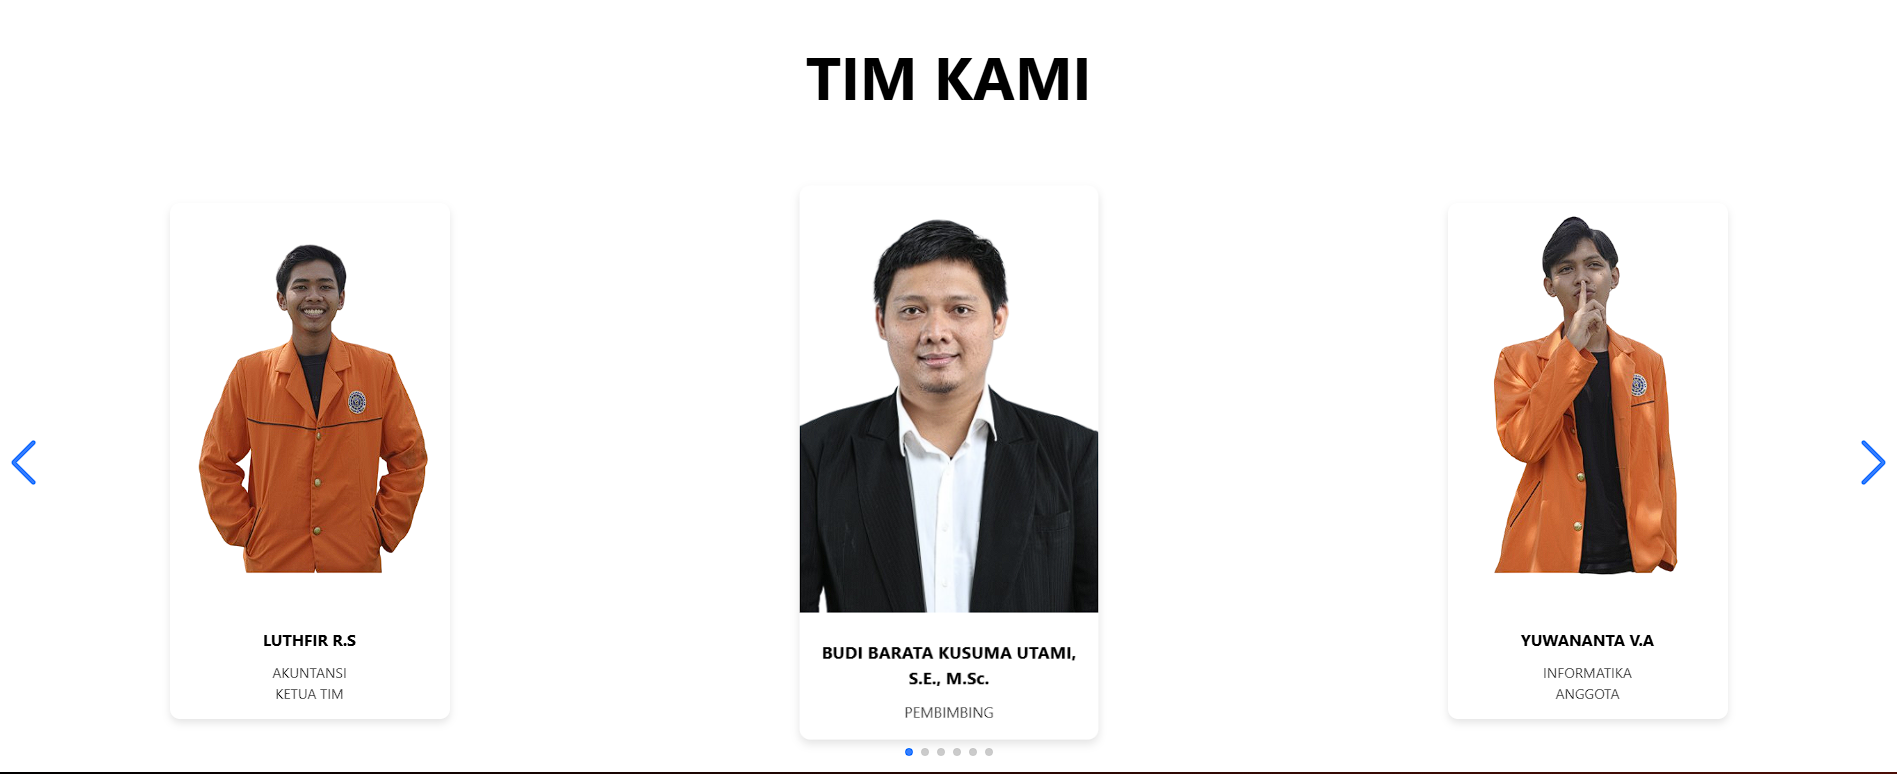 TIM KAMI
LUTHFIR R.S
AKUNTANSI
KETUA TIM
BUDI BARATA KUSUMA UTAMI,
S.E., M.Sc.
PEMBIMBING
YUWANANTA V.A
INFORMATIKA
ANGGOTA